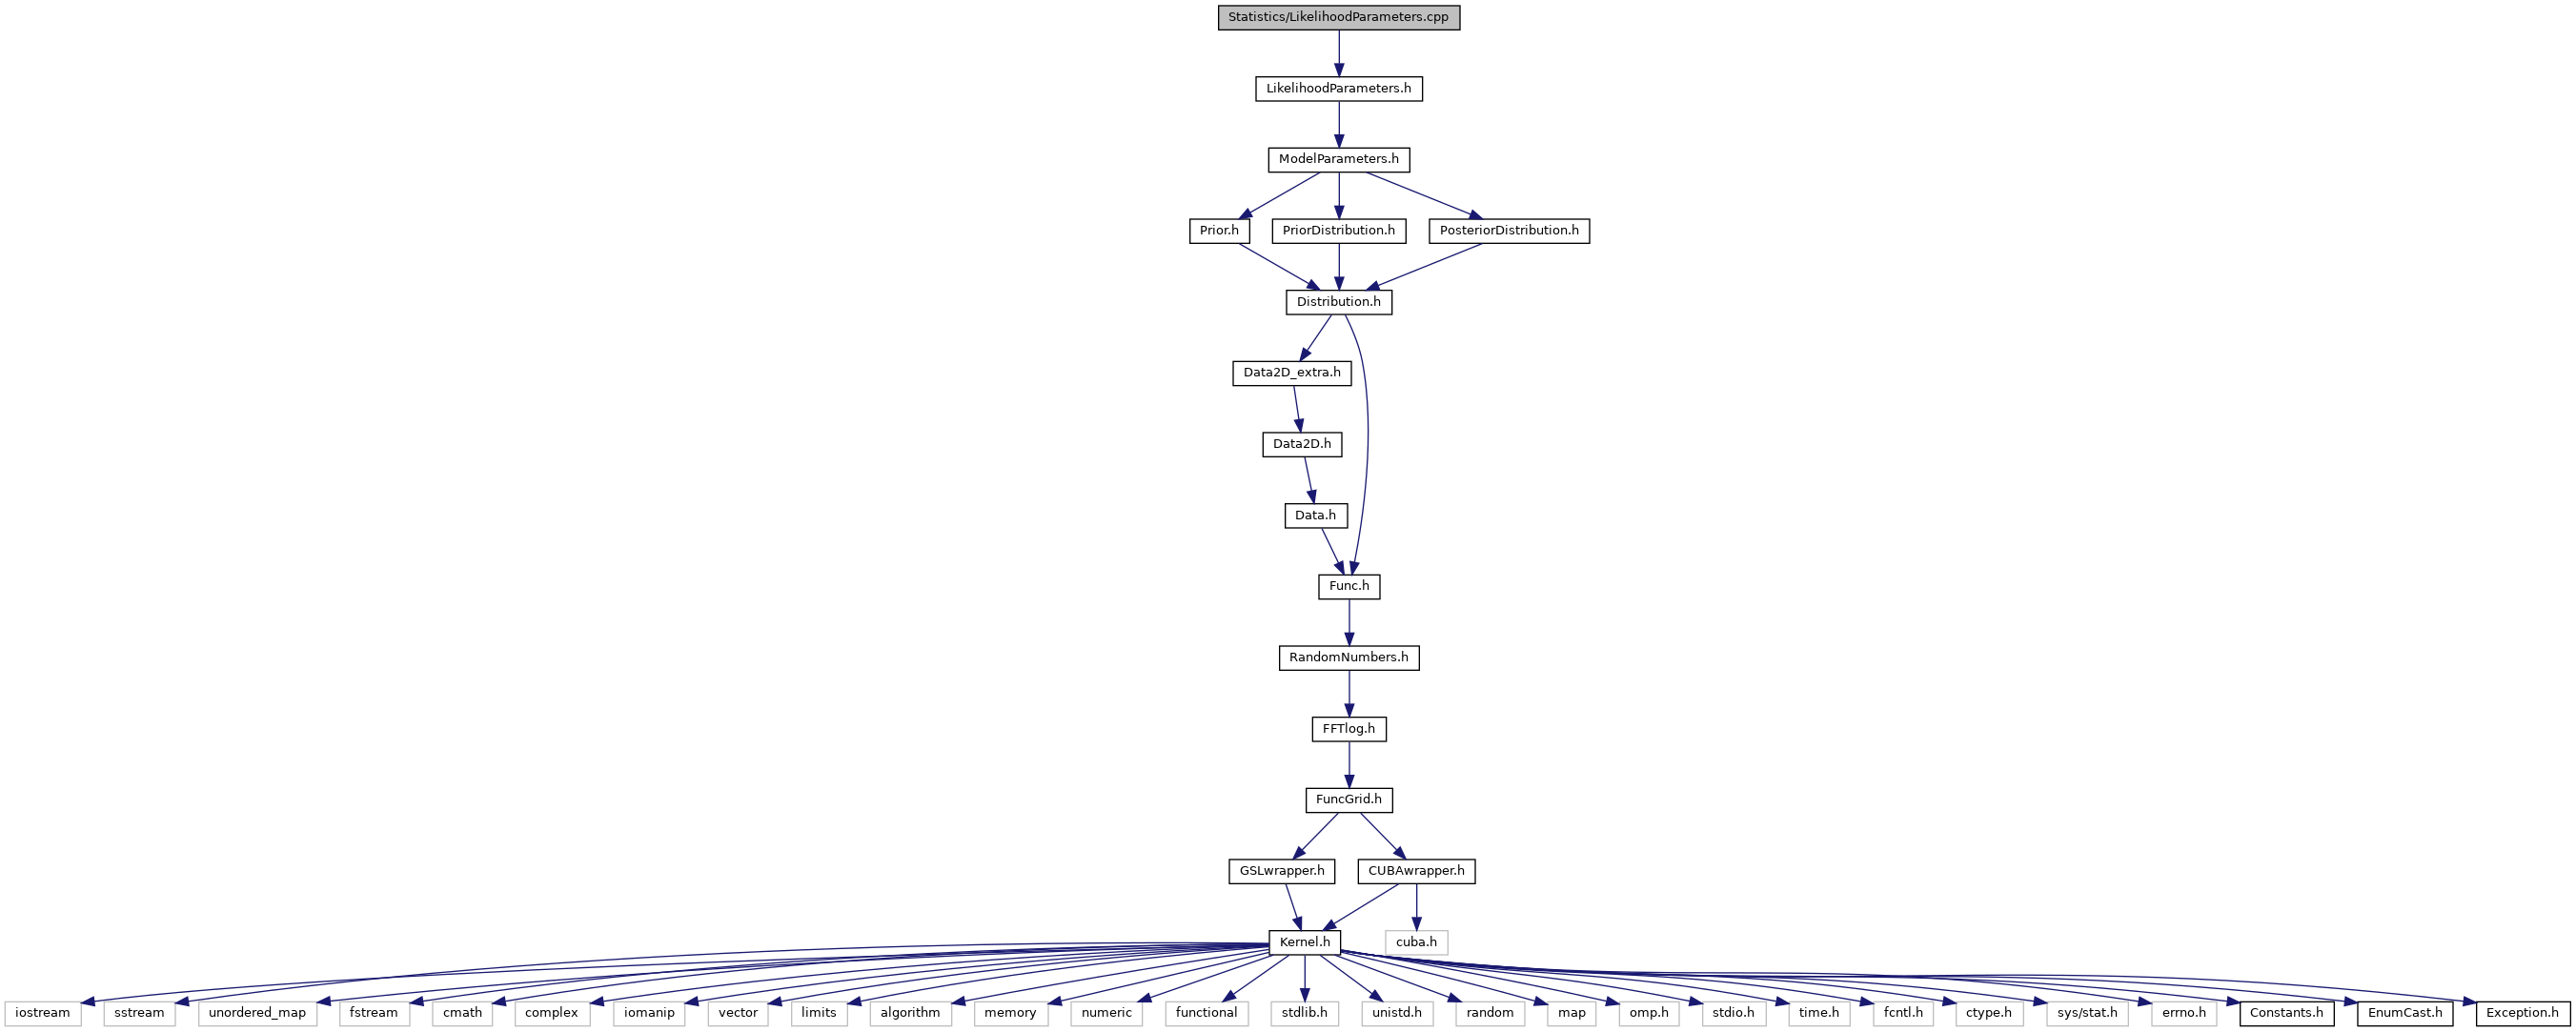 Statistics/LikelihoodParameters.cpp
LikelihoodParameters.h
ModelParameters.h
Prior.h
PriorDistribution.h
PosteriorDistribution.h
Distribution.h
Data2D_extra.h
Data2D.h
Data.h
Func.h
RandomNumbers.h
FFTlog.h
FuncGrid.h
GSLwrapper.h
CUBAwrapper.h
Kernel.h
cuba.h
iostream
sstream
unordered_map
fstream
cmath
complex
iomanip
vector
limits
algorithm
memory
numeric
functional
stdlib.h
unistd.h
random
map
omp.h
stdio.h
time.h
fcntl.h
ctype.h
sys/stat.h
errno.h
Constants.h
EnumCast.h
Exception.h